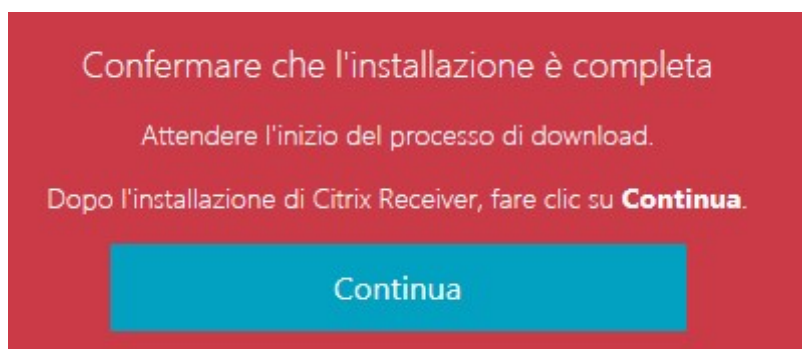 Confermare che l'installazione è completa
Attendere l'inizio del processo di download.
Dopo l'installazione di Citrix Receiver, fare clic su Continua.
Continua